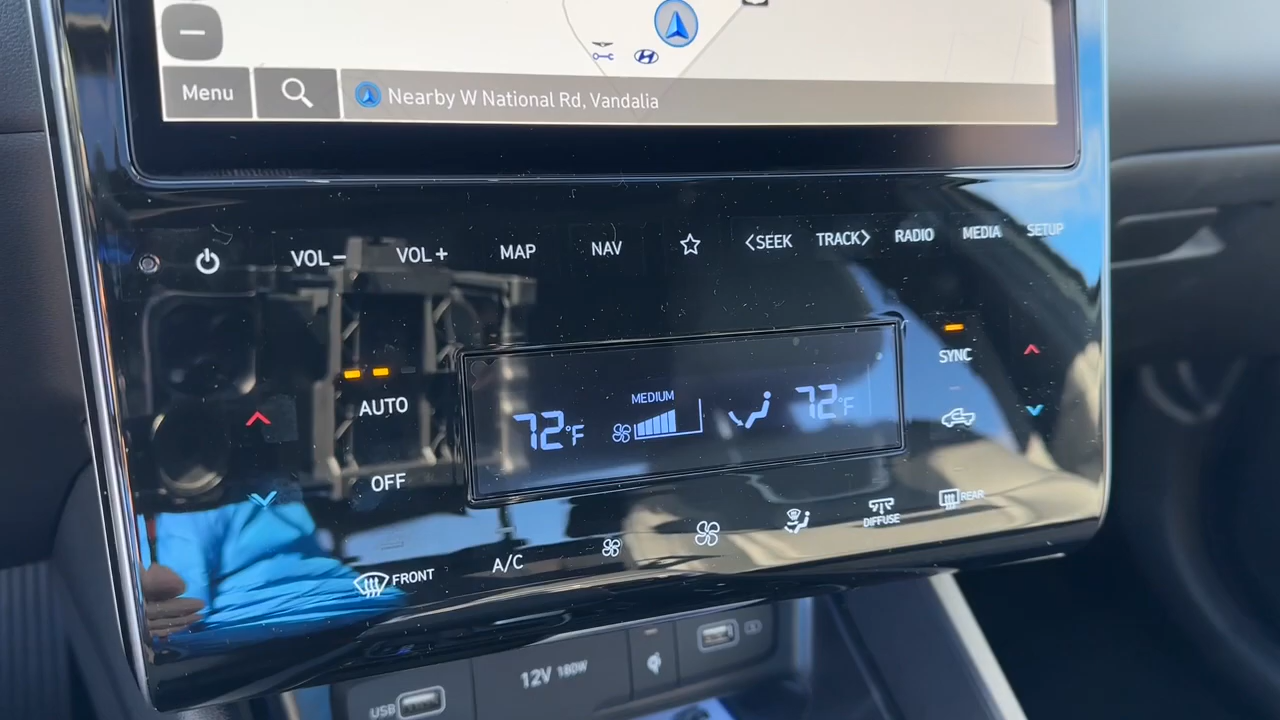 Menu
Nearby W National Rd, Vandalia
VOL-
VOL+
MAP
NAV
<SEEK
TRACK>
RADIO
MEDIA
SETUP
AUTO
OFF
MEDIUM
72°F
72°F
SYNC
FRONT
A/C
DIFFUSE
REAR
USB
12V 180W